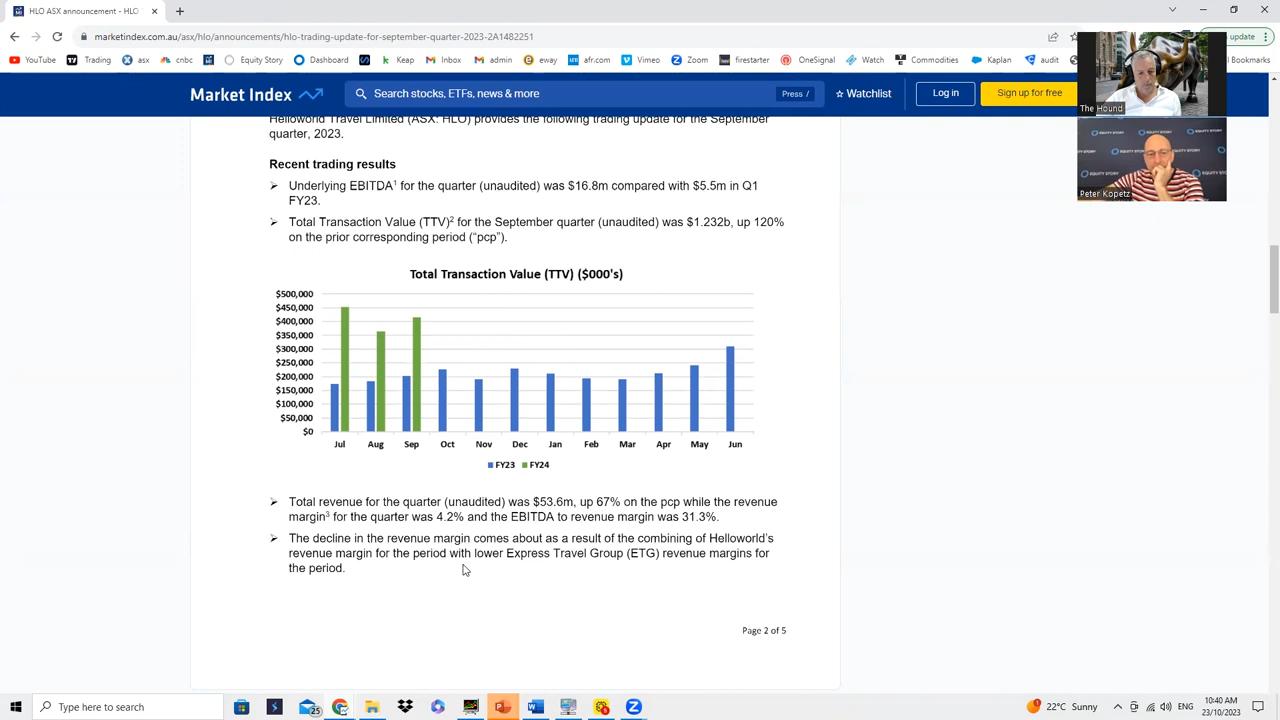 HLO ASX announcement - HLO
marketindex.com.au/asx/hlo/announcements/hlo-trading-update-for-september-quarter-2023-2A1482251
update
YouTube Trading asx cnbc Equity Story Dashboard Keap Inbox admin eway afr.com Vimeo Zoom firestarter OneSignal Watch Commodities Kaplan audit Bookmarks
Market Index
Search stocks, ETFs, news & more
Press /
Watchlist
Log in
Sign up for free
The Hound
EQUITY STORY
Peter Kopetz
Helloworld Travel Limited (ASX: HLO) provides the following trading update for the September
quarter, 2023.
Recent trading results
➢ Underlying EBITDA¹ for the quarter (unaudited) was $16.8m compared with $5.5m in Q1
FY23.
➢ Total Transaction Value (TTV)² for the September quarter (unaudited) was $1.232b, up 120%
on the prior corresponding period ("pcp").
Total Transaction Value (TTV) ($000's)
$500,000
$450,000
$400,000
$350,000
$300,000
$250,000
$200,000
$150,000
$100,000
$50,000
$0
Jul Aug Sep Oct Nov Dec Jan Feb Mar Apr May Jun
FY23 FY24
➢ Total revenue for the quarter (unaudited) was $53.6m, up 67% on the pcp while the revenue
margin³ for the quarter was 4.2% and the EBITDA to revenue margin was 31.3%.
➢ The decline in the revenue margin comes about as a result of the combining of Helloworld's
revenue margin for the period with lower Express Travel Group (ETG) revenue margins for
the period.
Page 2 of 5
Type here to search
25
22°C Sunny
10:40 AM
23/10/2023